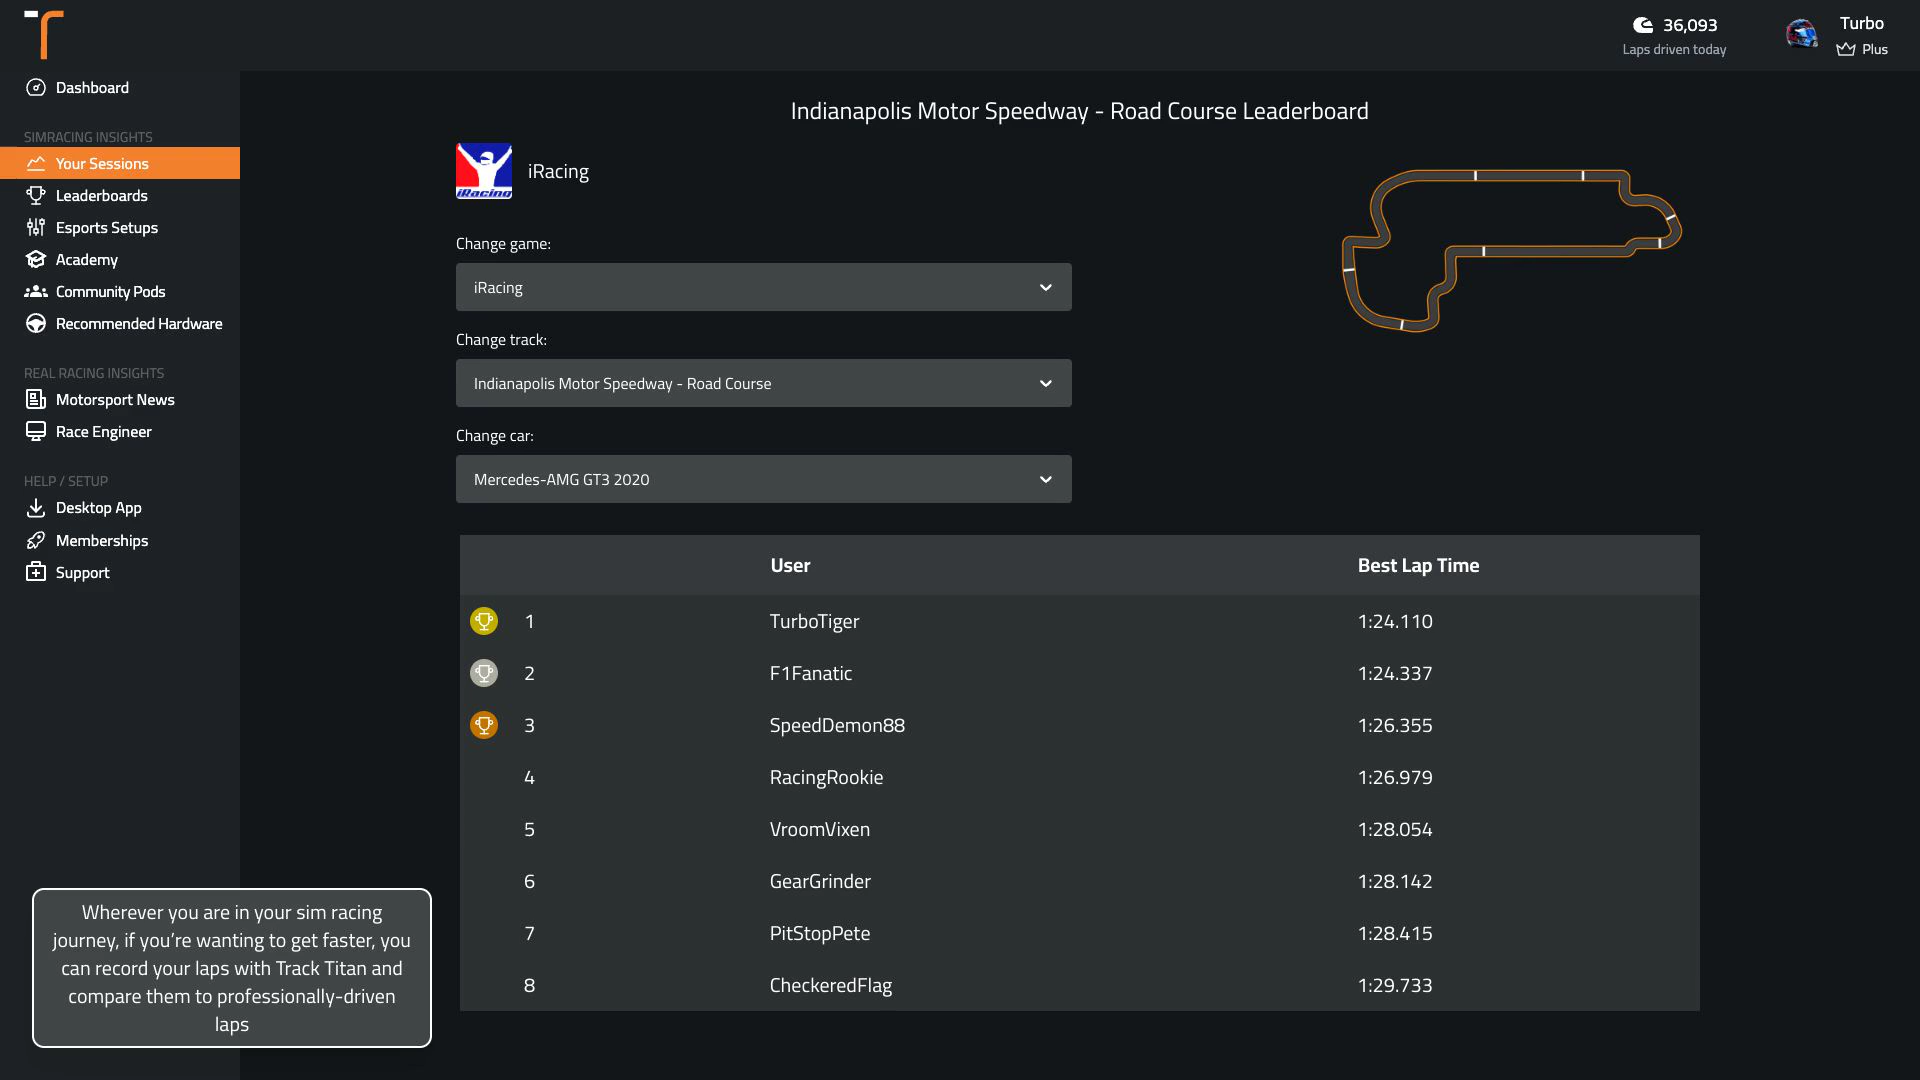 36,093
Laps driven today
Turbo
Plus
Dashboard
SIMRACING INSIGHTS
Your Sessions
Leaderboards
Esports Setups
Academy
Community Pods
Recommended Hardware
REAL RACING INSIGHTS
Motorsport News
Race Engineer
HELP / SETUP
Desktop App
Memberships
Support
Wherever you are in your sim racing
journey, if you’re wanting to get faster, you
can record your laps with Track Titan and
compare them to professionally-driven
laps
Indianapolis Motor Speedway - Road Course Leaderboard
iRacing
iRacing
Change game:
iRacing
Change track:
Indianapolis Motor Speedway - Road Course
Change car:
Mercedes-AMG GT3 2020
User Best Lap Time
1 TurboTiger 1:24.110
2 F1Fanatic 1:24.337
3 SpeedDemon88 1:26.355
4 RacingRookie 1:26.979
5 VroomVixen 1:28.054
6 GearGrinder 1:28.142
7 PitStopPete 1:28.415
8 CheckeredFlag 1:29.733